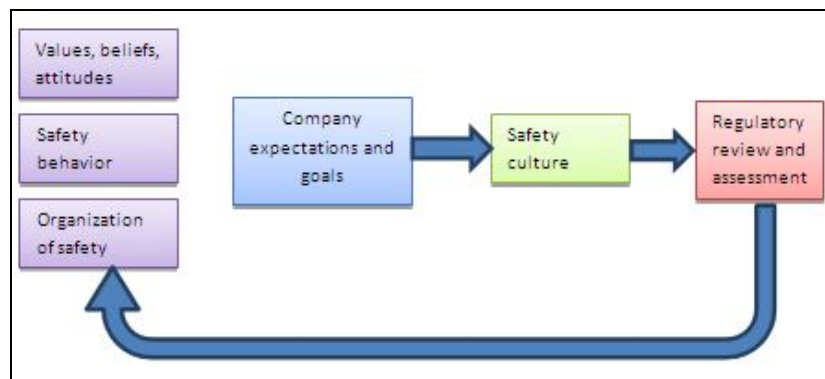 Values, beliefs,
attitudes
Safety
behavior
Organization
of safety
Company
expectations and
goals
Safety
culture
Regulatory
review and
assessment